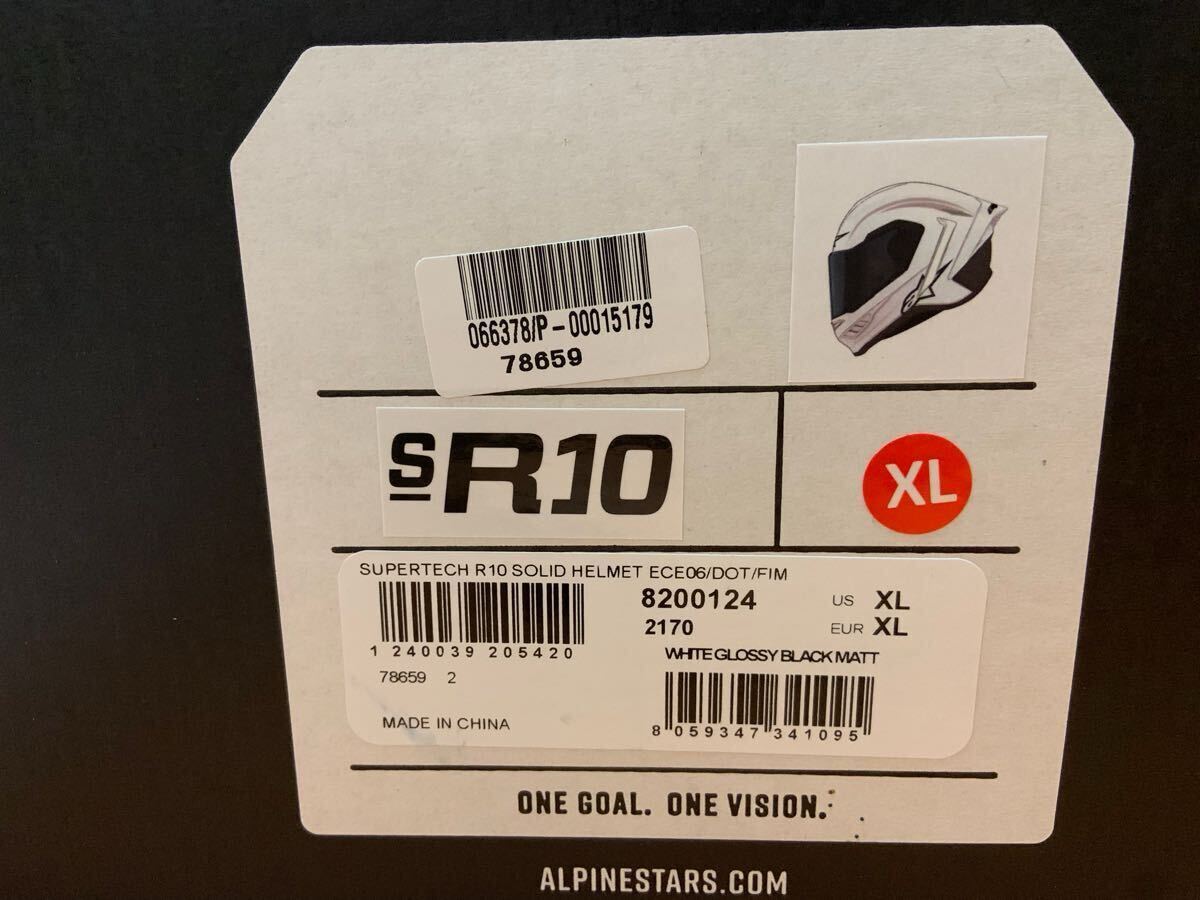 066378/P-00015179
78659
SR10
XL
SUPERTECH R10 SOLID HELMET ECE06/DOT/FIM
8200124 US XL
2170 EUR XL
1 240039 205420
WHITE GLOSSY BLACK MATT
78659 2
8 059347 341095
MADE IN CHINA
ONE GOAL. ONE VISION.
ALPINESTARS.COM